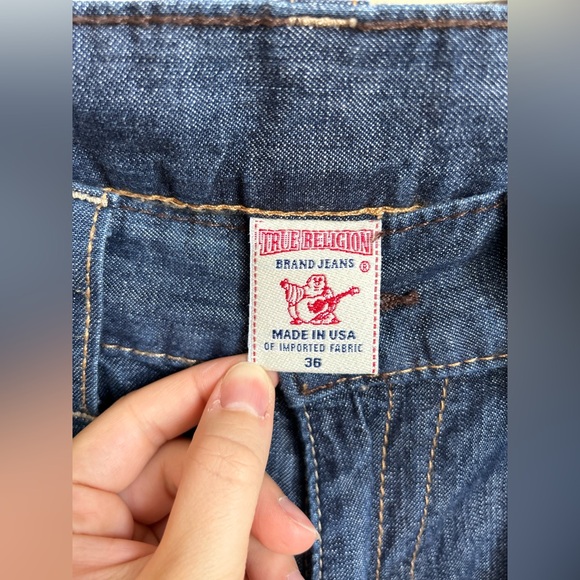 TRUE RELIGION
BRAND JEANS ®
MADE IN USA
OF IMPORTED FABRIC
36